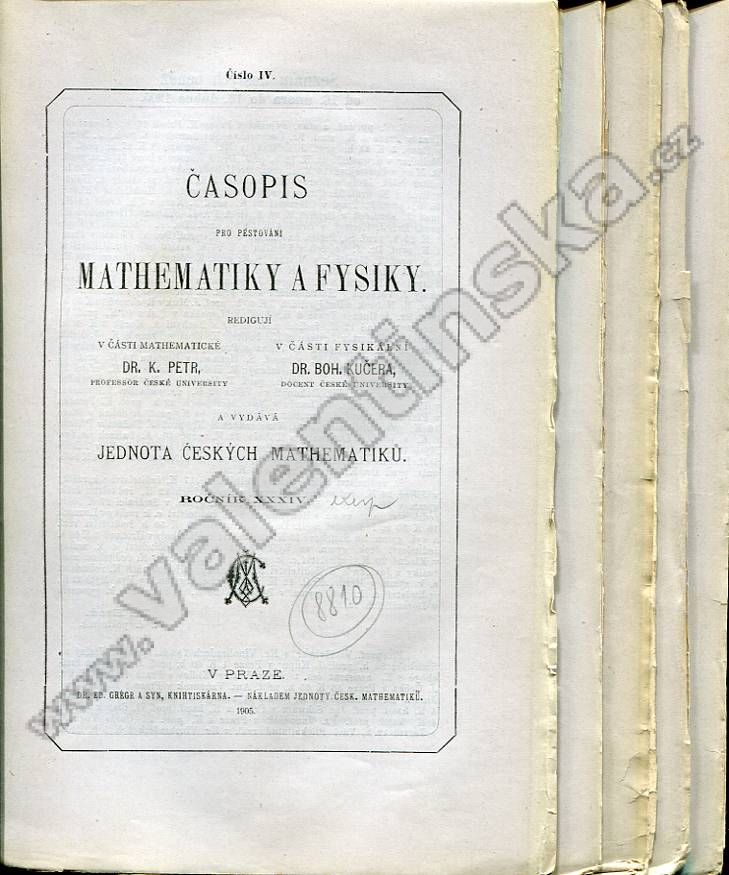 Číslo IV.
ČASOPIS
PRO PĚSTOVÁNÍ
MATHEMATIKY A FYSIKY.
REDIGUJÍ
V ČÁSTI MATHEMATICKÉ
DR. K. PETR,
PROFESSOR ČESKÉ UNIVERSITY
V ČÁSTI FYSIKÁLNÍ
DR. BOH. KUČERA,
DOCENT ČESKÉ UNIVERSITY
A VYDÁVÁ
JEDNOTA ČESKÝCH MATHEMATIKŮ.
ROČNÍK XXXIV.
8810
V PRAZE.
DR. ED. GRÉGR A SYN, KNIHTISKÁRNA. — NÁKLADEM JEDNOTY ČESK. MATHEMATIKŮ.
1905.
www.valentinska.cz